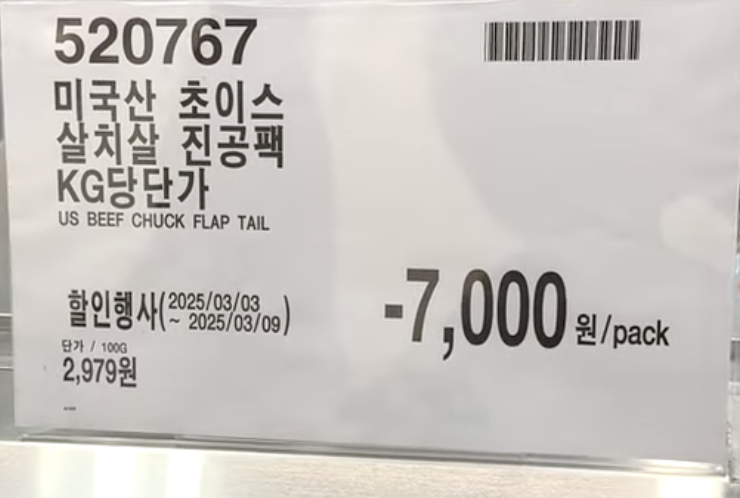 520767
미국산 초이스
살치살 진공팩
KG당단가
US BEEF CHUCK FLAP TAIL
할인행사(2025/03/03
~ 2025/03/09)
-7,000원/pack
단가 / 100G
2,979원